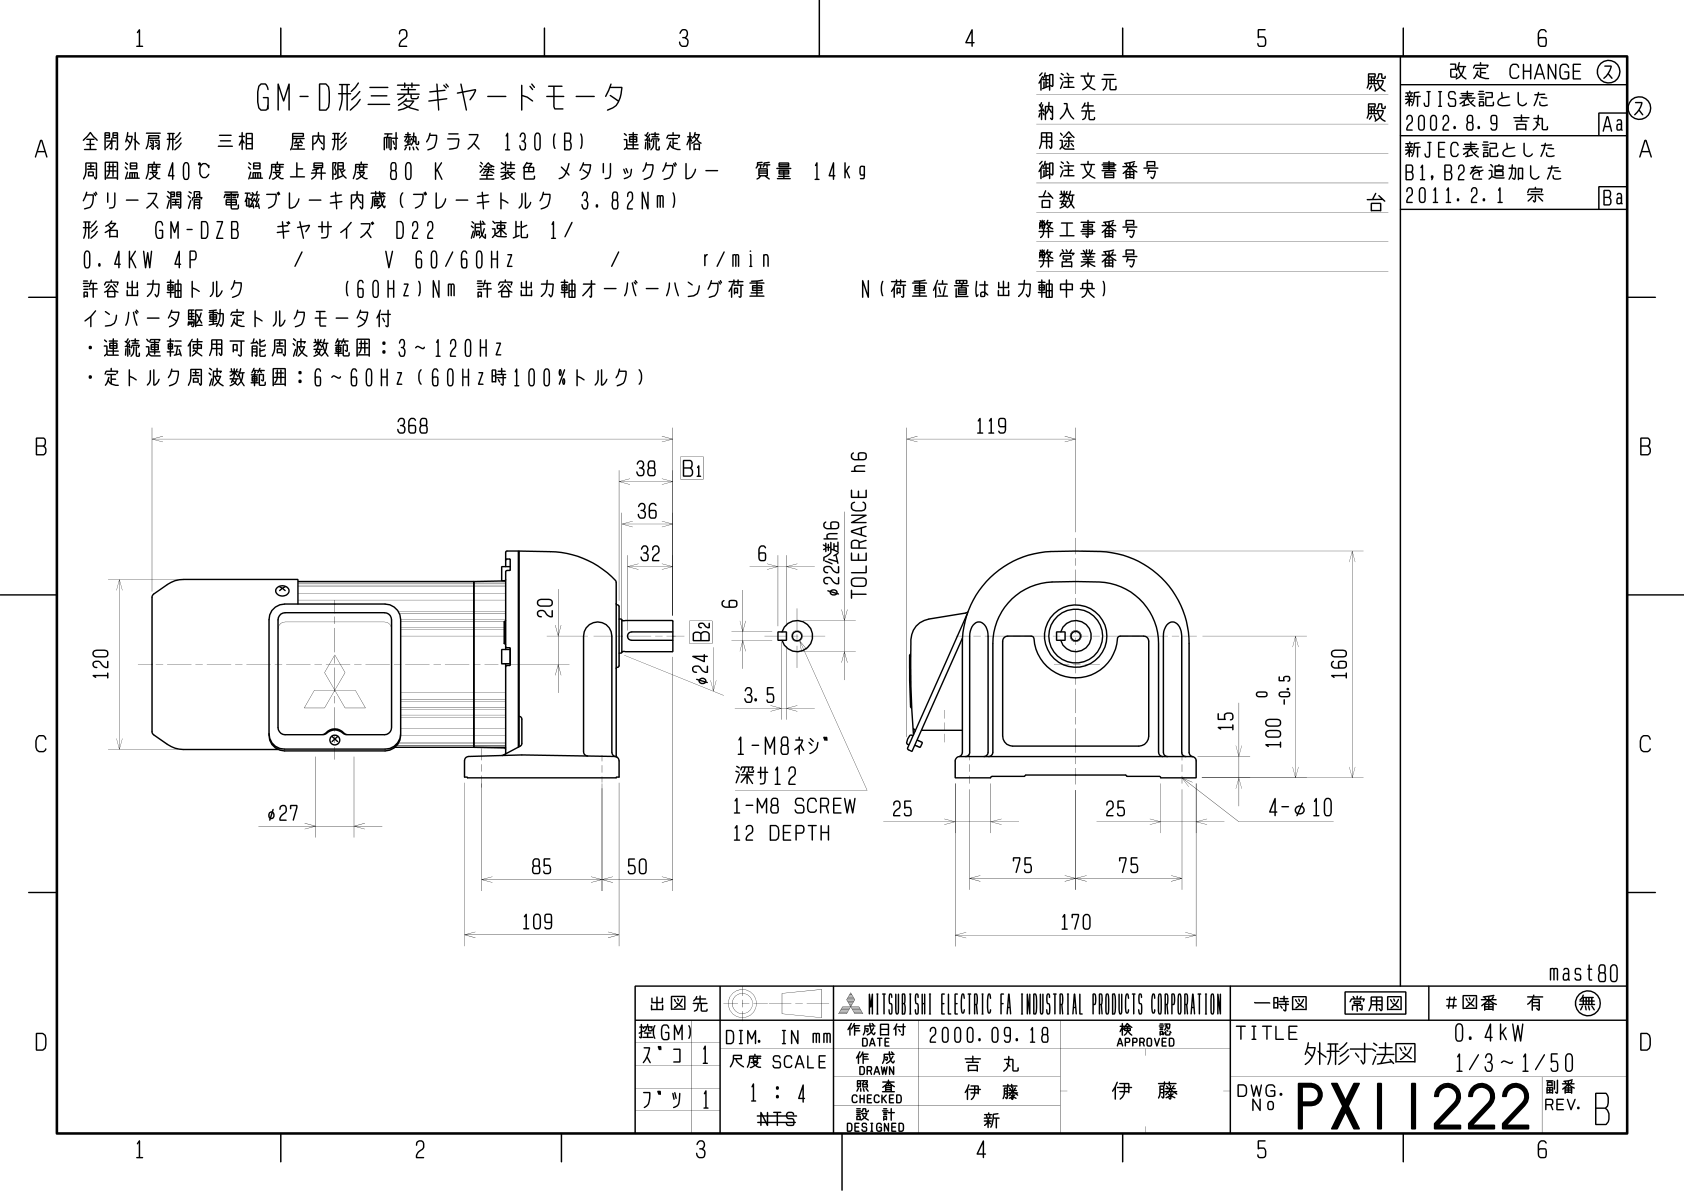 1 2 3 4 5 6
GM-D形三菱ギヤードモータ
全閉外扇形 三相 屋内形 耐熱クラス 130(B) 連続定格
周囲温度40℃ 温度上昇限度 80 K 塗装色 メタリックグレー 質量 14kg
グリース潤滑 電磁ブレーキ内蔵(ブレーキトルク 3.82Nm)
形名 GM-DZB ギヤサイズ D22 減速比 1/
0.4KW 4P / V 60/60Hz / r/min
許容出力軸トルク (60Hz)Nm 許容出力軸オーバーハング荷重 N(荷重位置は出力軸中央)
インバータ駆動定トルクモータ付
・連続運転使用可能周波数範囲：3~120Hz
・定トルク周波数範囲：6~60Hz(60Hz時100%トルク)
御注文元 殿
納入先 殿
用途
御注文書番号
台数 台
弊工事番号
弊営業番号
改定 CHANGE ㋜
新JIS表記とした
2002.8.9 吉丸 Aa
新JEC表記とした
B1,B2を追加した
2011.2.1 宗 Ba
㋜
A A
B B
C C
D D
368
38 B1
36
32
20
120
B2
φ24
φ27
85 50
109
6
6
3.5
φ22公差h6
TOLERANCE h6
1-M8ネジ
深サ12
1-M8 SCREW
12 DEPTH
119
160
100 0 -0.5
15
25 25
4-φ10
75 75
170
mast80
出図先
控(GM)
ズコ 1
ブツ 1
DIM. IN mm
尺度 SCALE
1 : 4
NTS
MITSUBISHI ELECTRIC FA INDUSTRIAL PRODUCTS CORPORATION
作成日付 DATE 2000.09.18
作成 DRAWN 吉丸
照査 CHECKED 伊藤
設計 DESIGNED 新
検認 APPROVED
伊藤
一時図 常用図 #図番 有 無
TITLE 外形寸法図
0.4kW
1/3~1/50
DWG. No PX11222
副番 REV. B
1 2 3 4 5 6